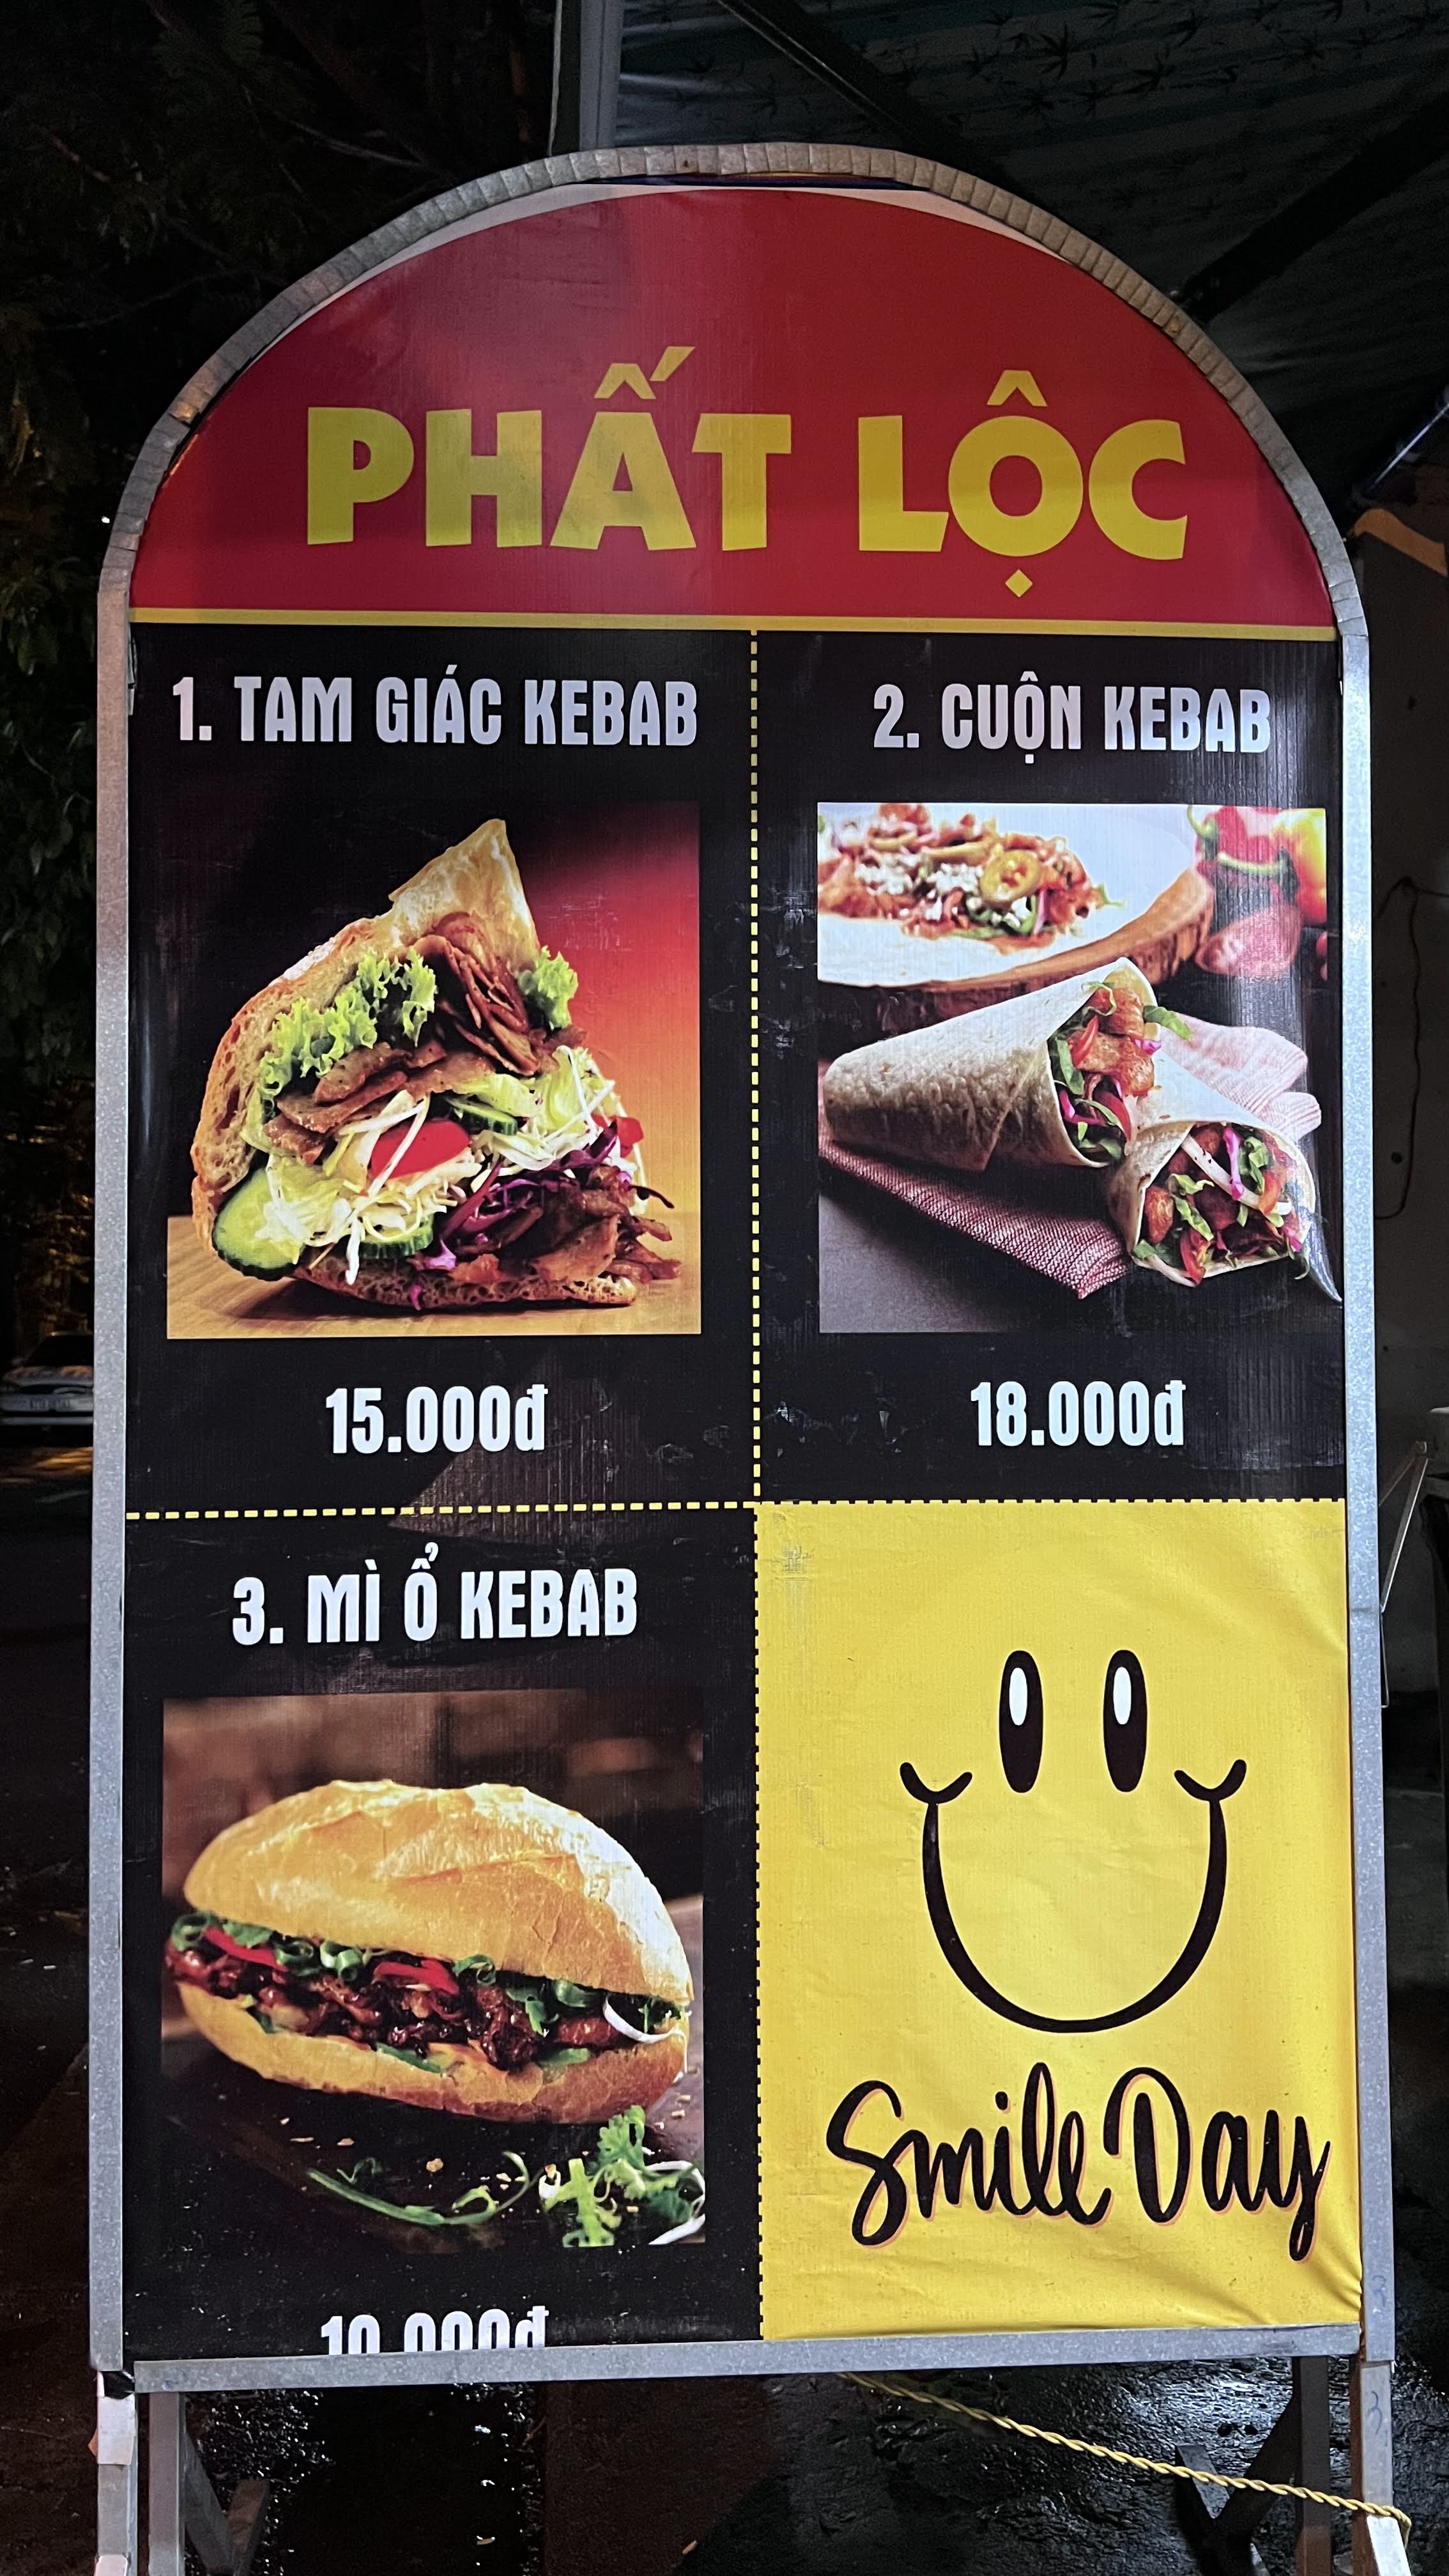 PHẤT LỘC
1. TAM GIÁC KEBAB
2. CUỘN KEBAB
15.000đ
18.000đ
3. MÌ Ổ KEBAB
Smile Day